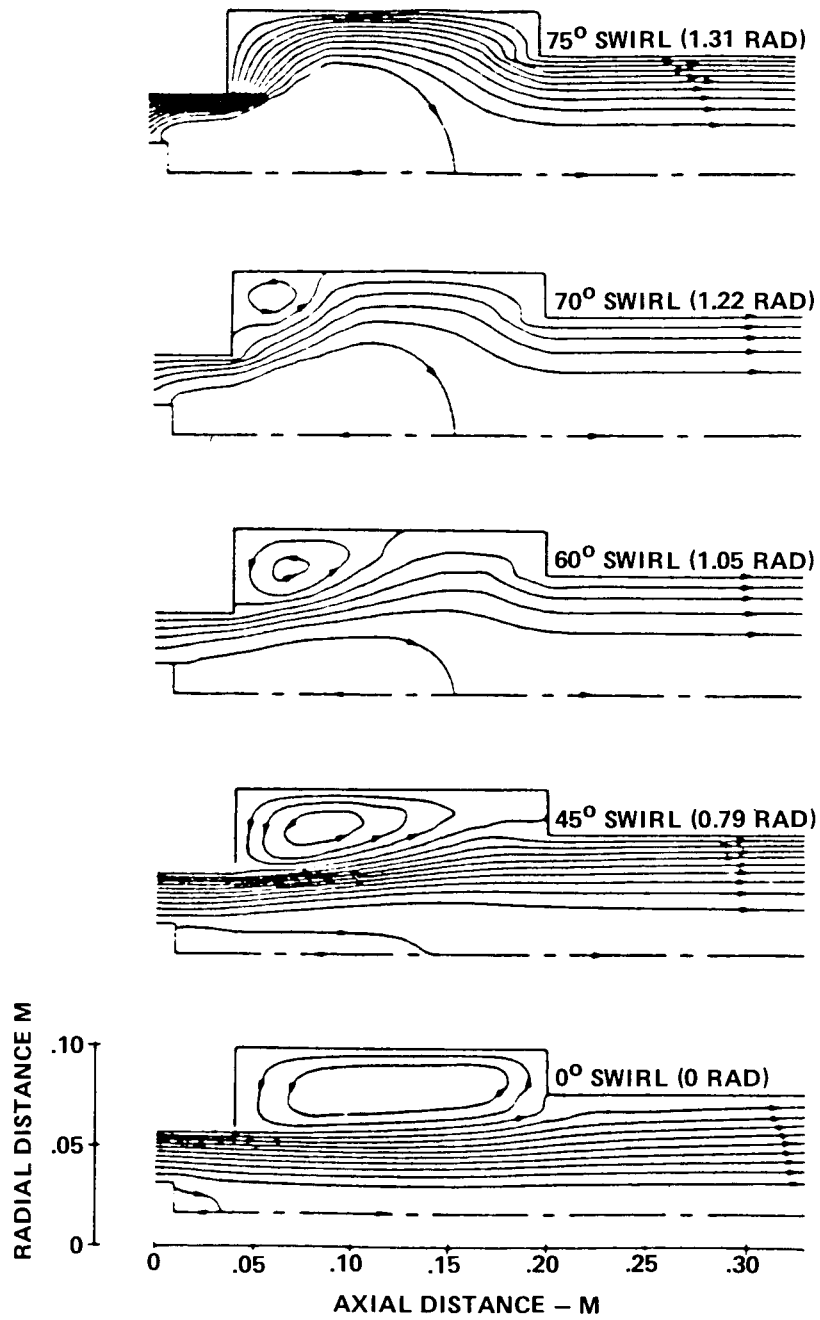 75° SWIRL (1.31 RAD)
70° SWIRL (1.22 RAD)
60° SWIRL (1.05 RAD)
45° SWIRL (0.79 RAD)
0° SWIRL (0 RAD)
RADIAL DISTANCE M
.10
.05
0
0 .05 .10 .15 .20 .25 .30
AXIAL DISTANCE – M